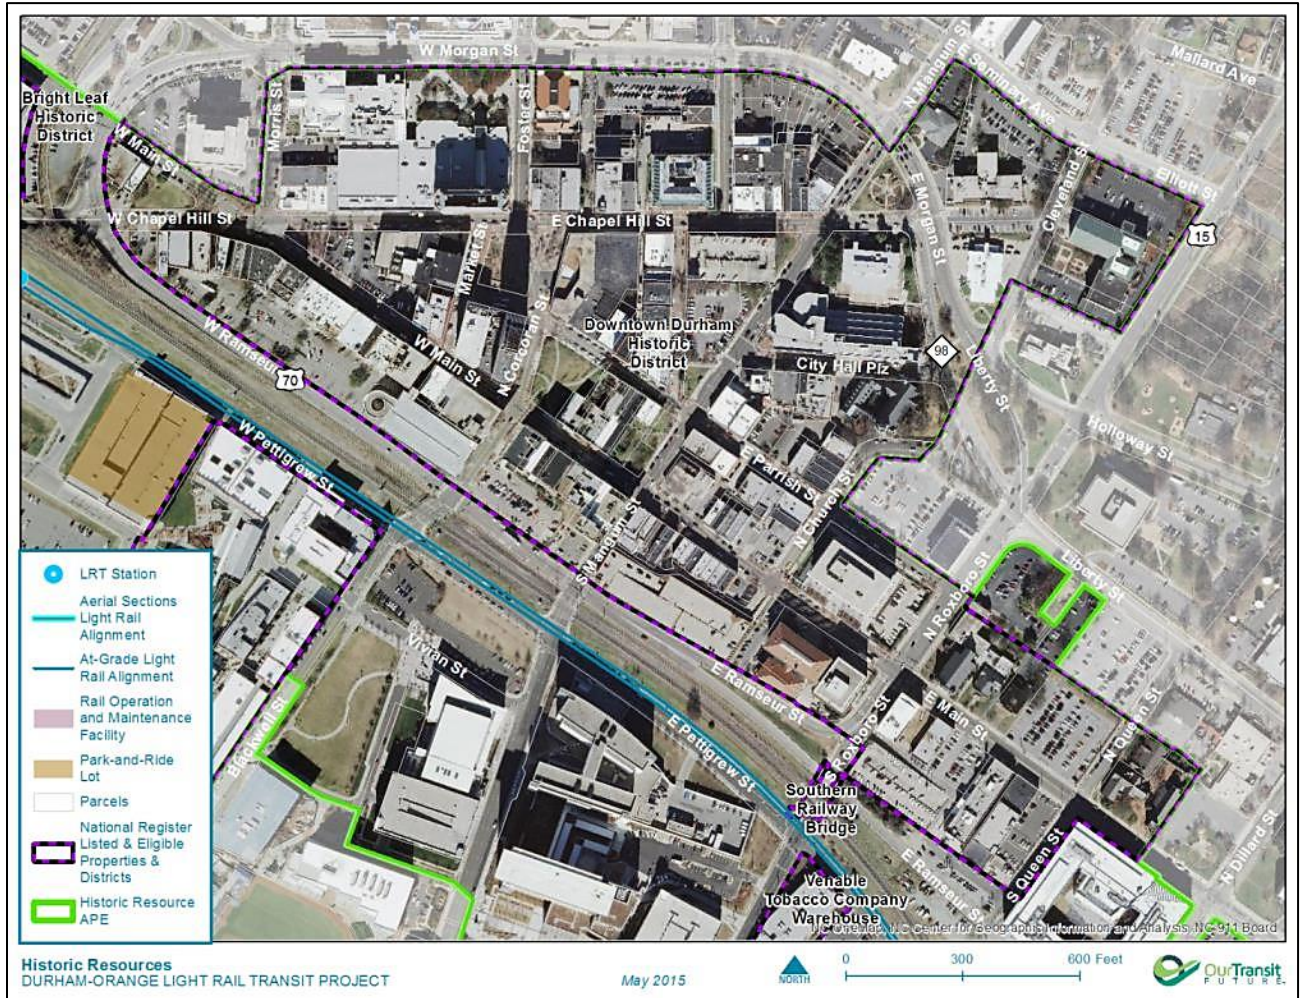 W Morgan St
N Mangum St
Seminary Ave
Mallard Ave
Bright Leaf
Historic
District
Morris St
Foster St
W Main St
Cleveland St
Elliott St
W Chapel Hill St
E Chapel Hill St
E Morgan St
15
Market St
W Ramseur
70
N Corcoran St
Downtown Durham
Historic
District
W Main St
City Hall Plz
98
Liberty St
Holloway St
W Pettigrew St
E Parrish St
N Church St
S Mangum St
N Roxboro St
Liberty St
Vivian St
E Ramseur St
E Main St
N Queen St
Blackwell St
E Pettigrew St
S Roxboro St
Southern
Railway
Bridge
E Ramseur St
S Queen St
N Dillard St
Venable
Tobacco Company
Warehouse
NC OneMap, NC Center for Geographic Information and Analysis, NC 911 Board
LRT Station
Aerial Sections
Light Rail
Alignment
At-Grade Light
Rail Alignment
Rail Operation
and Maintenance
Facility
Park-and-Ride
Lot
Parcels
National Register
Listed & Eligible
Properties &
Districts
Historic Resource
APE
Historic Resources
DURHAM-ORANGE LIGHT RAIL TRANSIT PROJECT
May 2015
NORTH
0 300 600 Feet
OurTransit
FUTURE